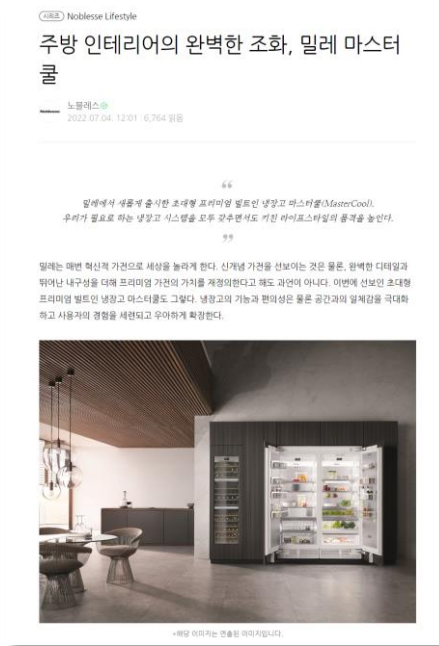 시리즈 Noblesse Lifestyle
주방 인테리어의 완벽한 조화, 밀레 마스터
쿨
노블레스
2022.07.04. 12:01 6,764 읽음
“
밀레에서 새롭게 출시한 초대형 프리미엄 빌트인 냉장고 마스터쿨(MasterCool).
우리가 필요로 하는 냉장고 시스템을 모두 갖추면서도 키친 라이프스타일의 품격을 높인다.
”
밀레는 매번 혁신적 가전으로 세상을 놀라게 한다. 신개념 가전을 선보이는 것은 물론, 완벽한 디테일과
뛰어난 내구성을 더해 프리미엄 가전의 가치를 재정의한다고 해도 과언이 아니다. 이번에 선보인 초대형
프리미엄 빌트인 냉장고 마스터쿨도 그렇다. 냉장고의 기능과 편의성은 물론 공간과의 일체감을 극대화
하고 사용자의 경험을 세련되고 우아하게 확장한다.
*해당 이미지는 연출된 이미지입니다.